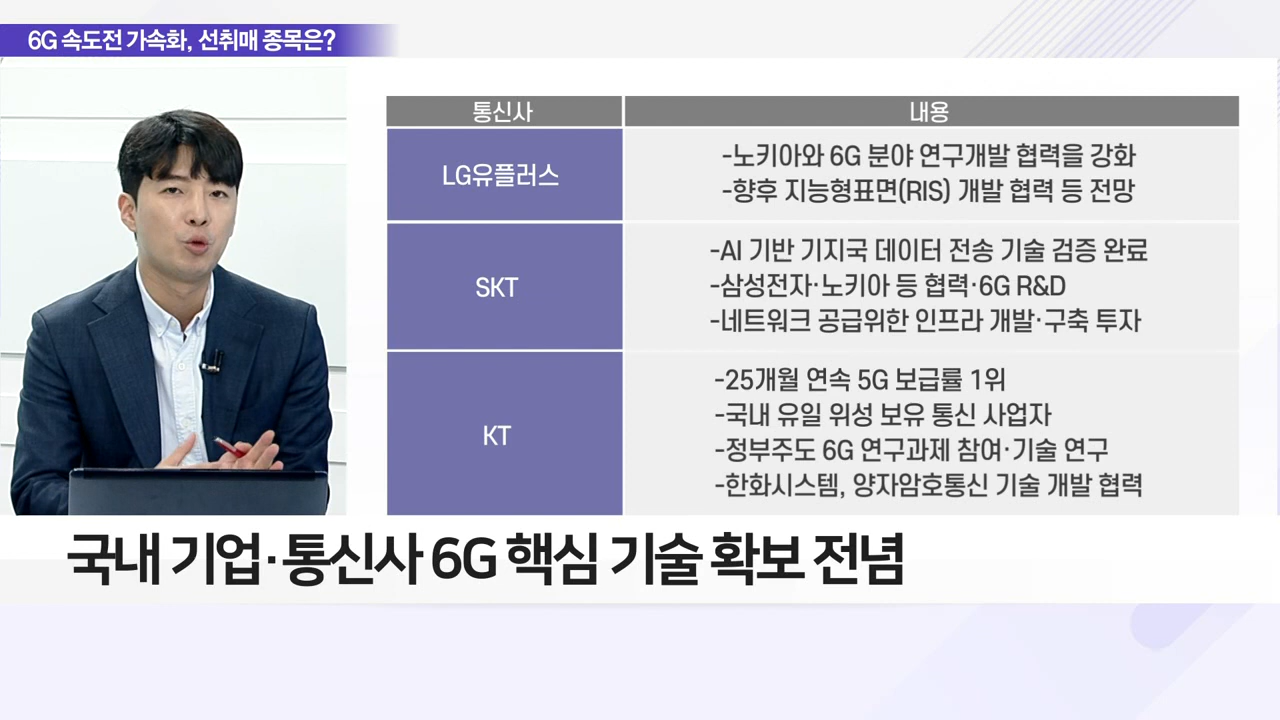 6G 속도전 가속화, 선취매 종목은?
통신사
내용
LG유플러스
-노키아와 6G 분야 연구개발 협력을 강화
-향후 지능형표면(RIS) 개발 협력 등 전망
SKT
-AI 기반 기지국 데이터 전송 기술 검증 완료
-삼성전자·노키아 등 협력·6G R&D
-네트워크 공급위한 인프라 개발·구축 투자
KT
-25개월 연속 5G 보급률 1위
-국내 유일 위성 보유 통신 사업자
-정부주도 6G 연구과제 참여·기술 연구
-한화시스템, 양자암호통신 기술 개발 협력
국내 기업·통신사 6G 핵심 기술 확보 전념